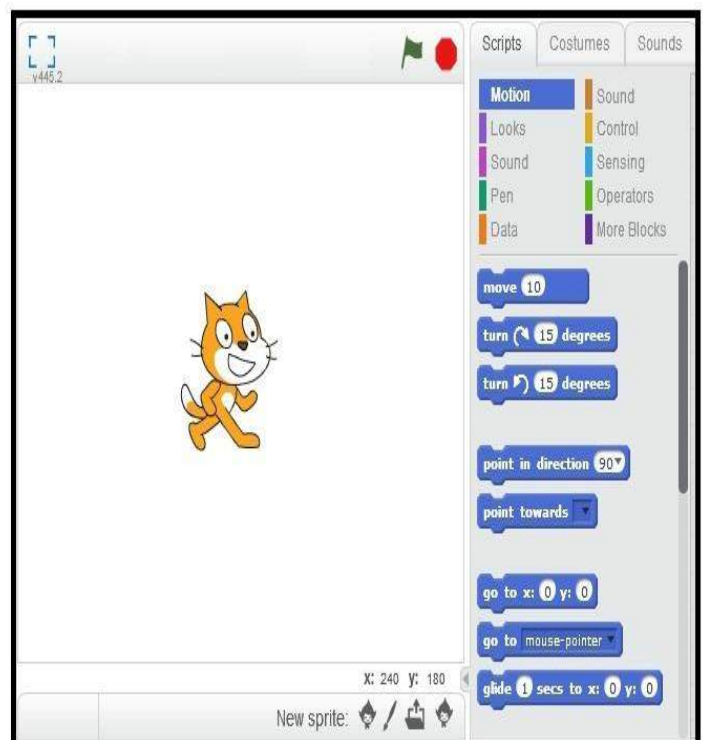 v445.2
Scripts Costumes Sounds
Motion Sound
Looks Control
Sound Sensing
Pen Operators
Data More Blocks
move 10
turn 15 degrees
turn 15 degrees
point in direction 90
point towards
go to x: 0 y: 0
go to mouse-pointer
glide 1 secs to x: 0 y: 0
X: 240 y: 180
New sprite: